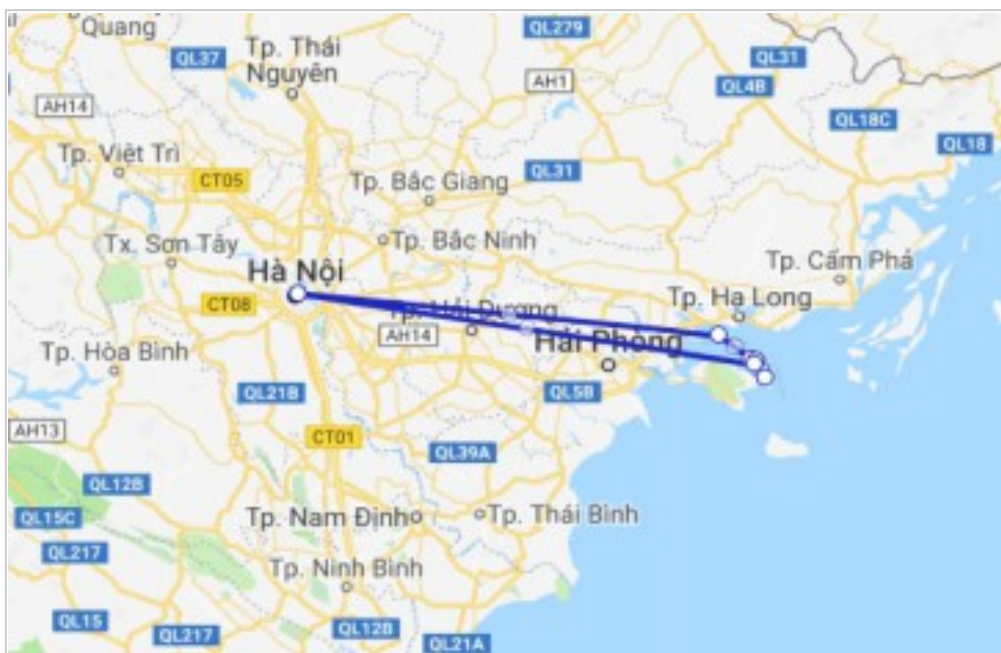 Quang
QL37
Tp. Thái
Nguyên
QL279
QL31
AH1
QL4B
AH14
QL18C
QL18
Tp. Việt Trì
CT05
Tp. Bắc Giang
QL31
Tx. Sơn Tây
Tp. Bắc Ninh
Hà Nội
Tp. Cẩm Phả
CT08
Tp. Hạ Long
Tp. Hải Dương
AH14
Hải Phòng
Tp. Hòa Bình
QL21B
QL5B
AH13
CT01
QL39A
QL12B
QL15C
Tp. Nam Định
Tp. Thái Bình
QL217
Tp. Ninh Bình
QL15
QL217
QL12B
QL21A